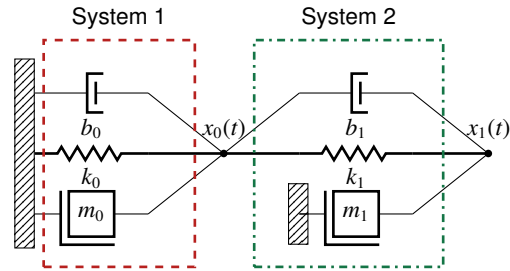 System 1 System 2
x₀(t) x₁(t)
b₀ b₁
k₀ k₁
m₀ m₁